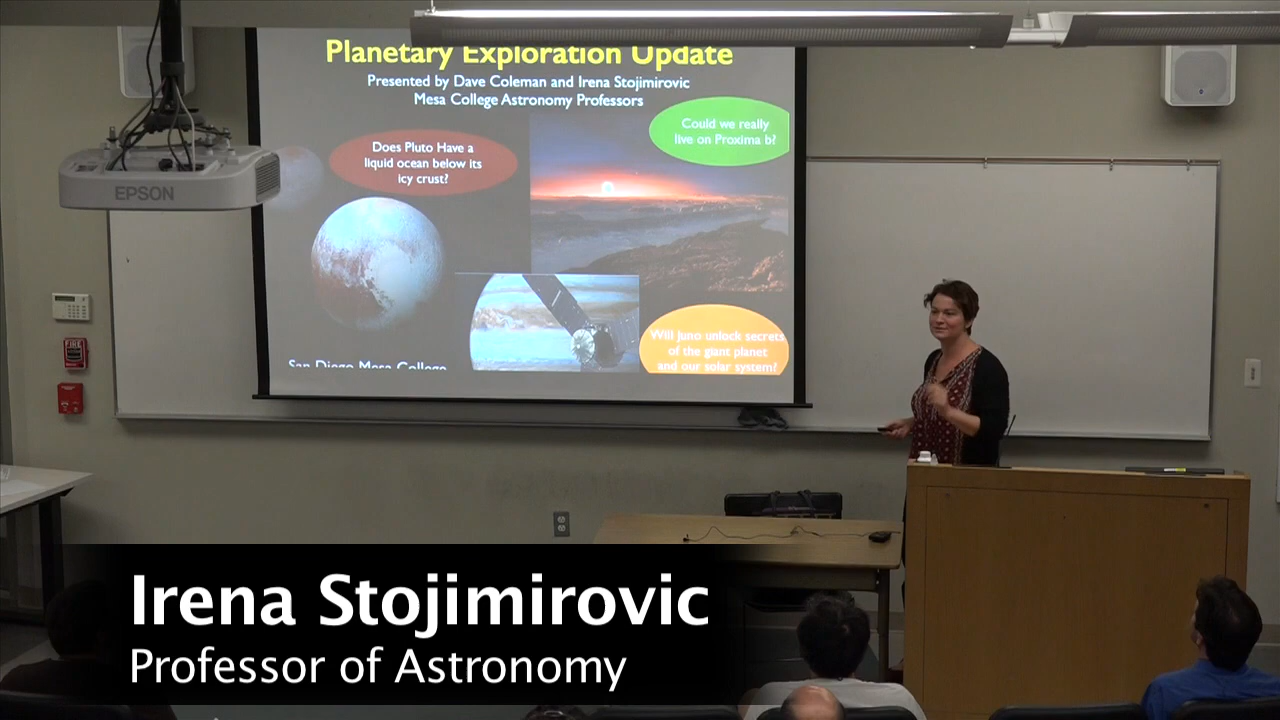 Planetary Exploration Update
Presented by Dave Coleman and Irena Stojimirovic
Mesa College Astronomy Professors
Could we really
live on Proxima b?
Does Pluto Have a
liquid ocean below its
icy crust?
EPSON
Will Juno unlock secrets
of the giant planet
and our solar system?
San Diego Mesa College
FIRE
Irena Stojimirovic
Professor of Astronomy